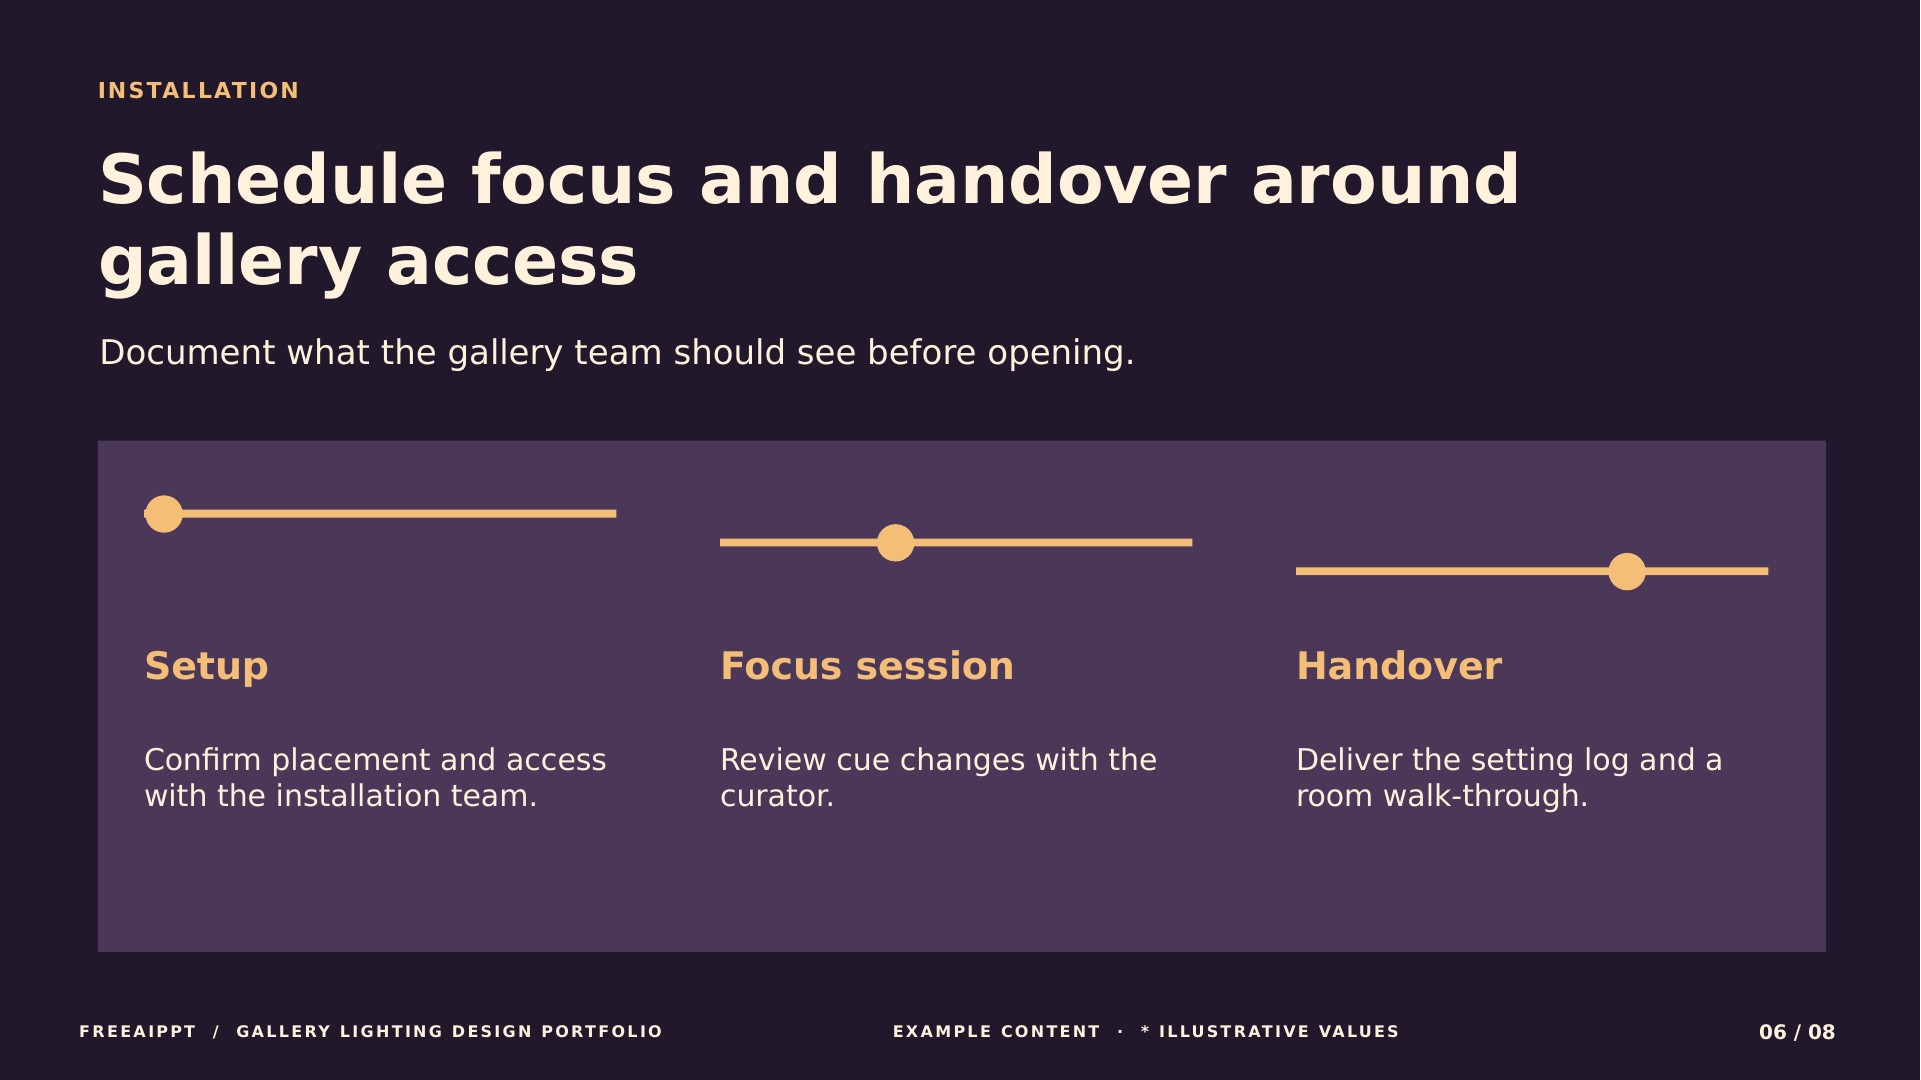 INSTALLATION
Schedule focus and handover around
gallery access
Document what the gallery team should see before opening.
Setup
Confirm placement and access
with the installation team.
Focus session
Review cue changes with the
curator.
Handover
Deliver the setting log and a
room walk-through.
FREEAIPPT / GALLERY LIGHTING DESIGN PORTFOLIO
EXAMPLE CONTENT · * ILLUSTRATIVE VALUES
06 / 08